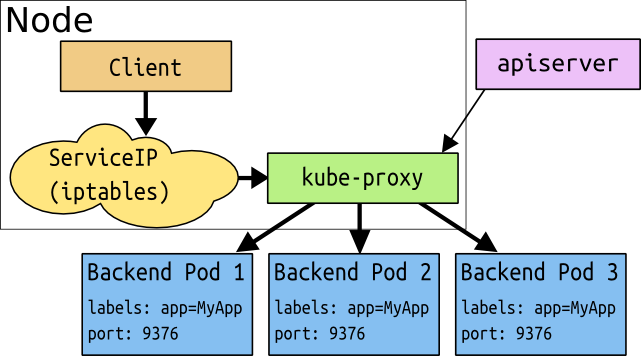 Node
Client
apiserver
ServiceIP
(iptables)
kube-proxy
Backend Pod 1
labels: app=MyApp
port: 9376
Backend Pod 2
labels: app=MyApp
port: 9376
Backend Pod 3
labels: app=MyApp
port: 9376